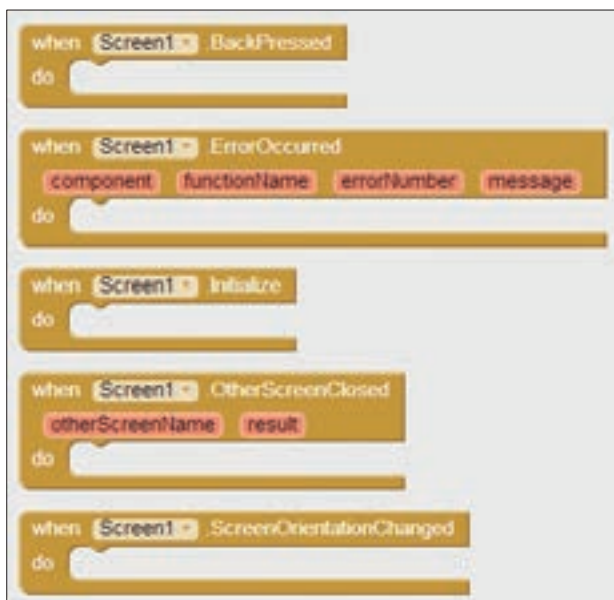 when Screen1 .BackPressed
do
when Screen1 .ErrorOccurred
component functionName errorNumber message
do
when Screen1 .Initialize
do
when Screen1 .OtherScreenClosed
otherScreenName result
do
when Screen1 .ScreenOrientationChanged
do